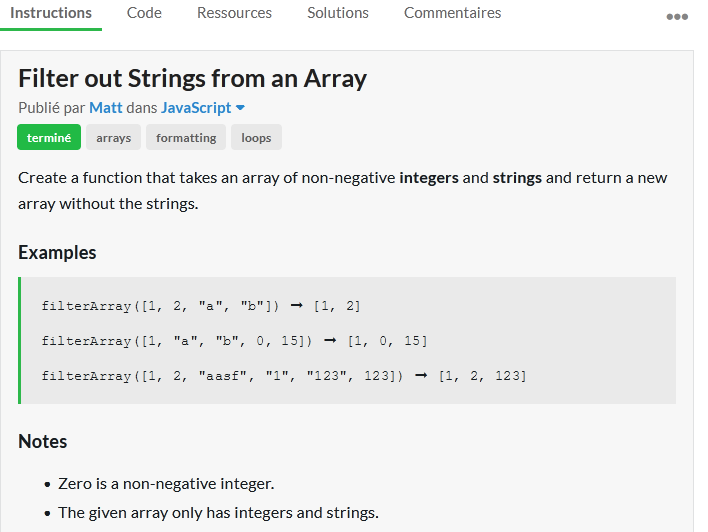 Instructions Code Ressources Solutions Commentaires
Filter out Strings from an Array
Publié par Matt dans JavaScript
terminé arrays formatting loops
Create a function that takes an array of non-negative integers and strings and return a new
array without the strings.
Examples
filterArray([1, 2, "a", "b"]) ➞ [1, 2]
filterArray([1, "a", "b", 0, 15]) ➞ [1, 0, 15]
filterArray([1, 2, "aasf", "1", "123", 123]) ➞ [1, 2, 123]
Notes
• Zero is a non-negative integer.
• The given array only has integers and strings.